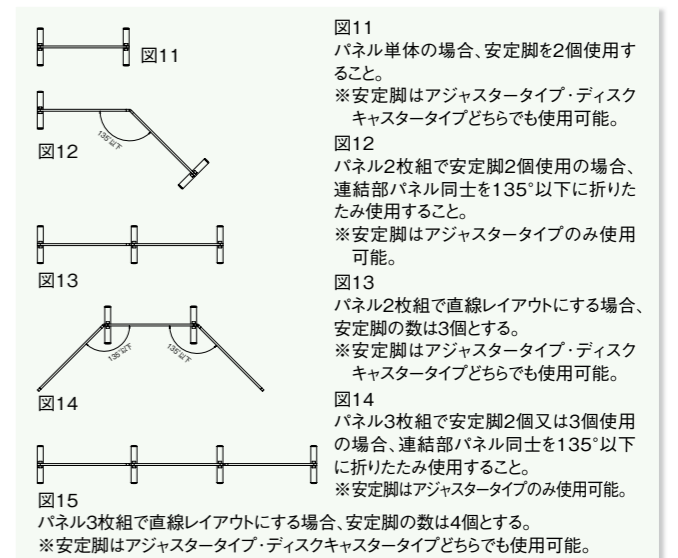 図11
135°以下
図12
図13
135°以下
135°以下
図14
図15
図11
パネル単体の場合、安定脚を2個使用す
ること。
※安定脚はアジャスタータイプ・ディスク
キャスタータイプどちらでも使用可能。
図12
パネル2枚組で安定脚2個使用の場合、
連結部パネル同士を135°以下に折りた
たみ使用すること。
※安定脚はアジャスタータイプのみ使用
可能。
図13
パネル2枚組で直線レイアウトにする場合、
安定脚の数は3個とする。
※安定脚はアジャスタータイプ・ディスク
キャスタータイプどちらでも使用可能。
図14
パネル3枚組で安定脚2個又は3個使用
の場合、連結部パネル同士を135°以下
に折りたたみ使用すること。
※安定脚はアジャスタータイプのみ使用可能。
パネル3枚組で直線レイアウトにする場合、安定脚の数は4個とする。
※安定脚はアジャスタータイプ・ディスクキャスタータイプどちらでも使用可能。